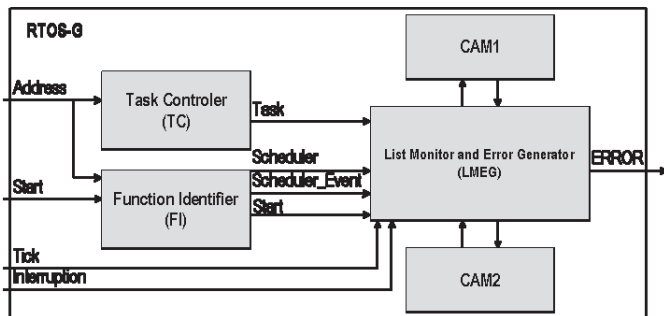 RTOS-G
CAM1
Address
Task Controler
(TC)
Task
List Monitor and Error Generator
(LMEG)
ERROR
Scheduler
Scheduler_Event
Start
Start
Function Identifier
(FI)
Tick
Interruption
CAM2